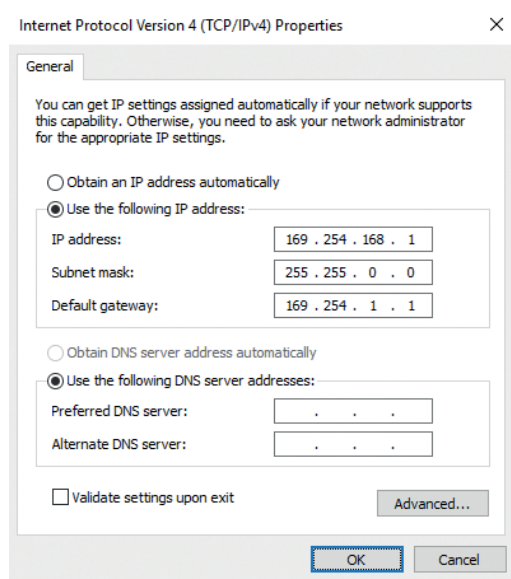 Internet Protocol Version 4 (TCP/IPv4) Properties
General
You can get IP settings assigned automatically if your network supports
this capability. Otherwise, you need to ask your network administrator
for the appropriate IP settings.
Obtain an IP address automatically
Use the following IP address:
IP address: 169 . 254 . 168 . 1
Subnet mask: 255 . 255 . 0 . 0
Default gateway: 169 . 254 . 1 . 1
Obtain DNS server address automatically
Use the following DNS server addresses:
Preferred DNS server: . . .
Alternate DNS server: . . .
Validate settings upon exit
Advanced...
OK Cancel